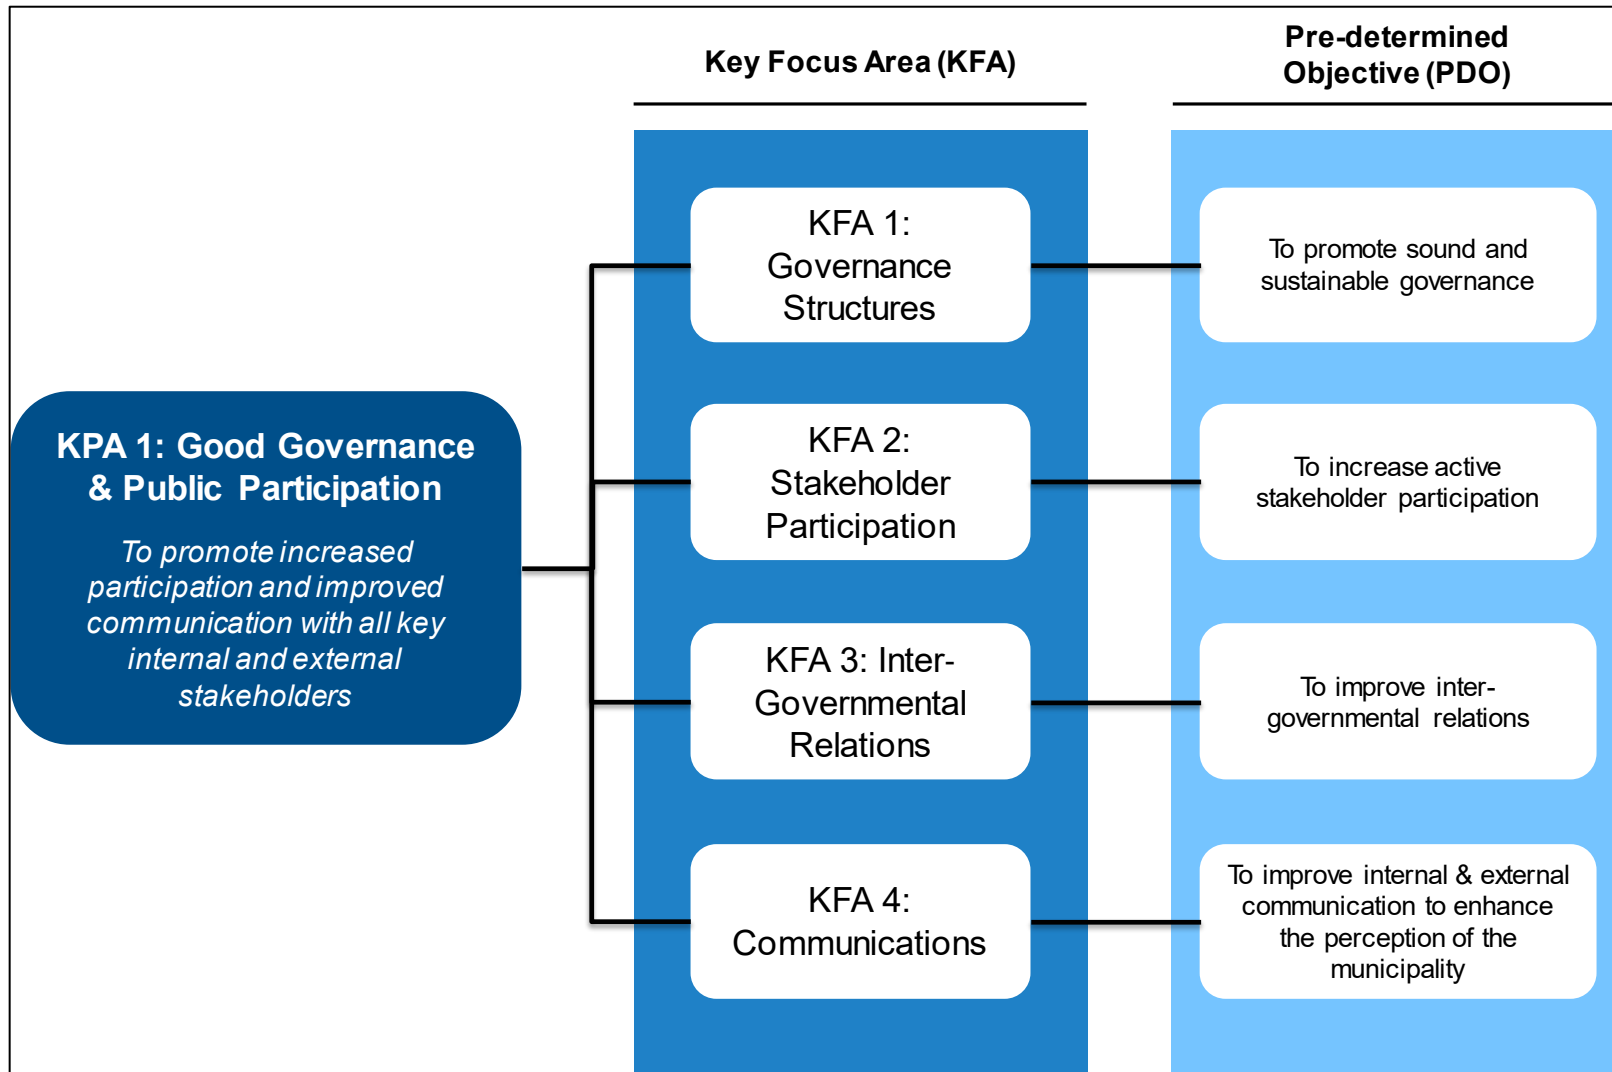 Key Focus Area (KFA)
Pre-determined
Objective (PDO)
KPA 1: Good Governance
& Public Participation
To promote increased
participation and improved
communication with all key
internal and external
stakeholders
KFA 1:
Governance
Structures
To promote sound and
sustainable governance
KFA 2:
Stakeholder
Participation
To increase active
stakeholder participation
KFA 3: Inter-
Governmental
Relations
To improve inter-
governmental relations
KFA 4:
Communications
To improve internal & external
communication to enhance
the perception of the
municipality